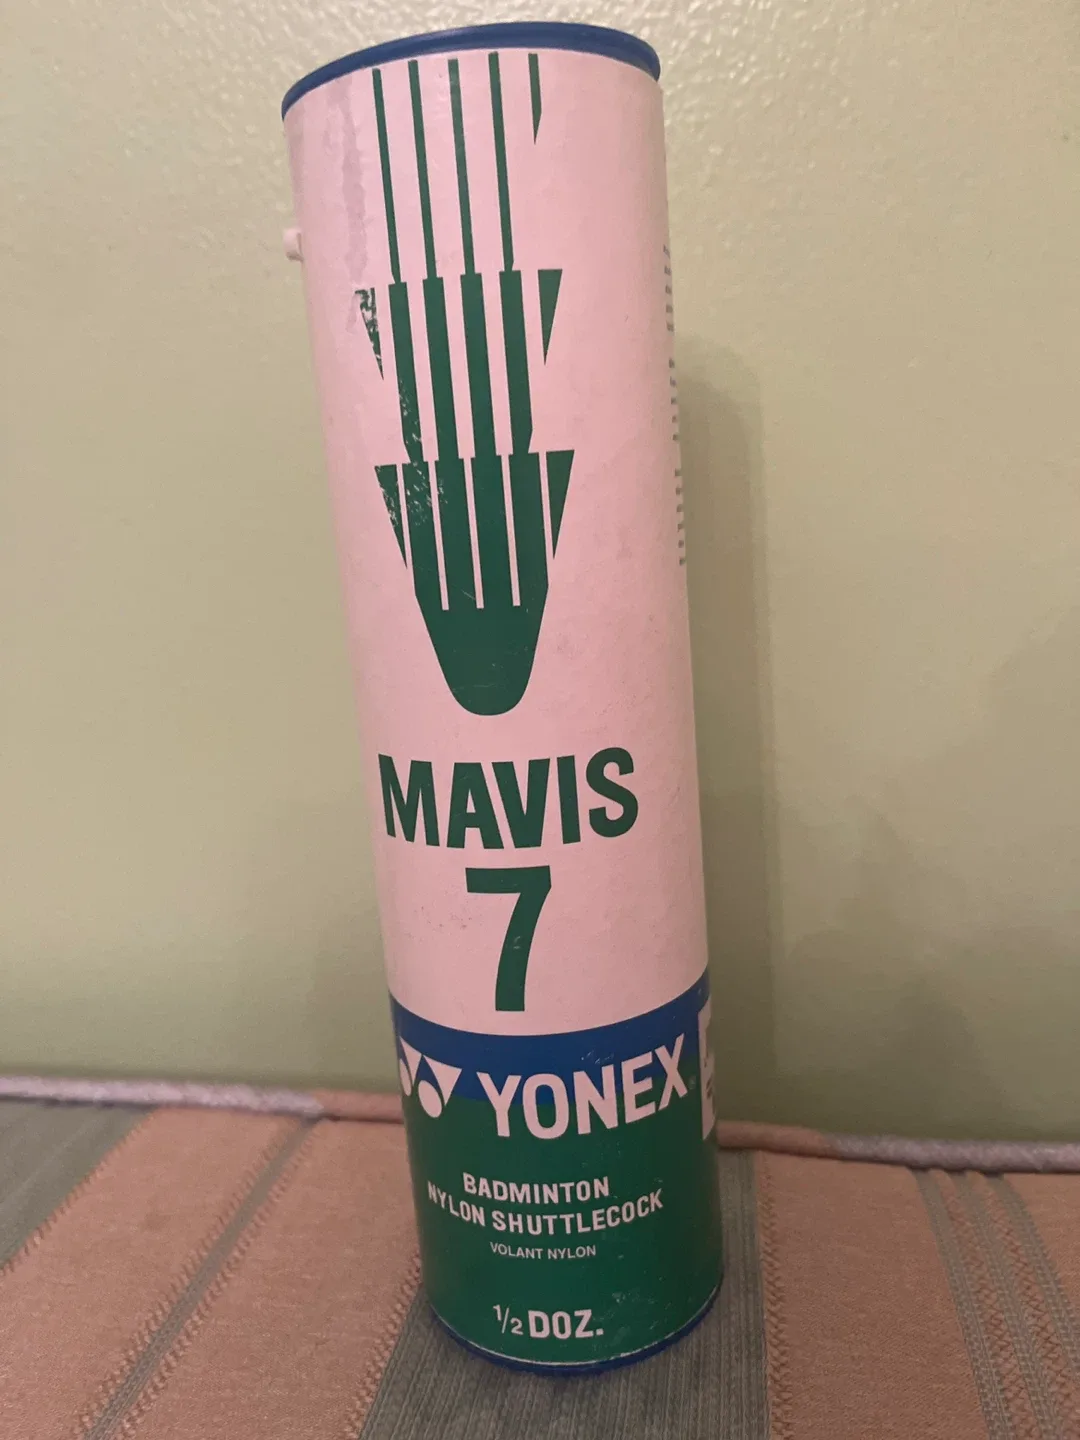 MAVIS
7
YONEX®
BADMINTON
NYLON SHUTTLECOCK
VOLANT NYLON
1/2 DOZ.